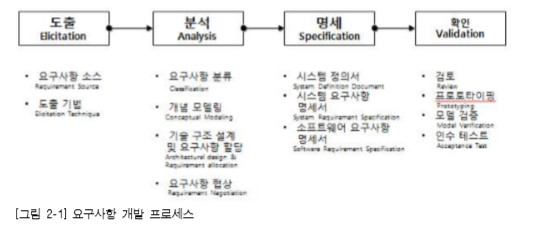 도출
Elicitation
분석
Analysis
명세
Specification
확인
Validation
• 요구사항 소스
Requirement Source
• 도출 기법
Elicitation Technique
• 요구사항 분류
Classification
• 개념 모델링
Conceptual Modeling
• 기술 구조 설계
및 요구사항 할당
Architectural design &
Requirement allocation
• 요구사항 협상
Requirement Negotiation
• 시스템 정의서
System Definition Document
• 시스템 요구사항
명세서
System Requirement Specification
• 소프트웨어 요구사항
명세서
Software Requirement Specification
• 검토
Review
• 프로토타이핑
Prototyping
• 모델 검증
Model Verification
• 인수 테스트
Acceptance Test
[그림 2-1] 요구사항 개발 프로세스